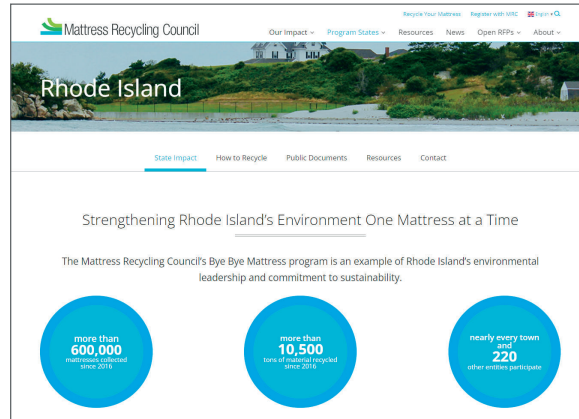 Recycle Your Mattress Register with MRC English
Mattress Recycling Council
Our Impact Program States Resources News Open RFPs About
Rhode Island
State Impact How to Recycle Public Documents Resources Contact
Strengthening Rhode Island's Environment One Mattress at a Time
The Mattress Recycling Council's Bye Bye Mattress program is an example of Rhode Island's environmental
leadership and commitment to sustainability.
more than
600,000
mattresses collected
since 2016
more than
10,500
tons of material recycled
since 2016
nearly every town
and
220
other entities participate